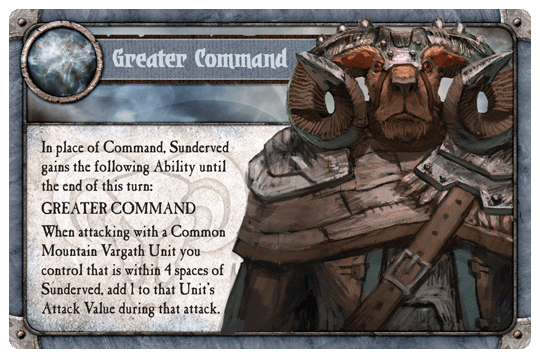 Greater Command
In place of Command, Sunderved
gains the following Ability until
the end of this turn:
GREATER COMMAND
When attacking with a Common
Mountain Vargath Unit you
control that is within 4 spaces of
Sunderved, add 1 to that Unit's
Attack Value during that attack.